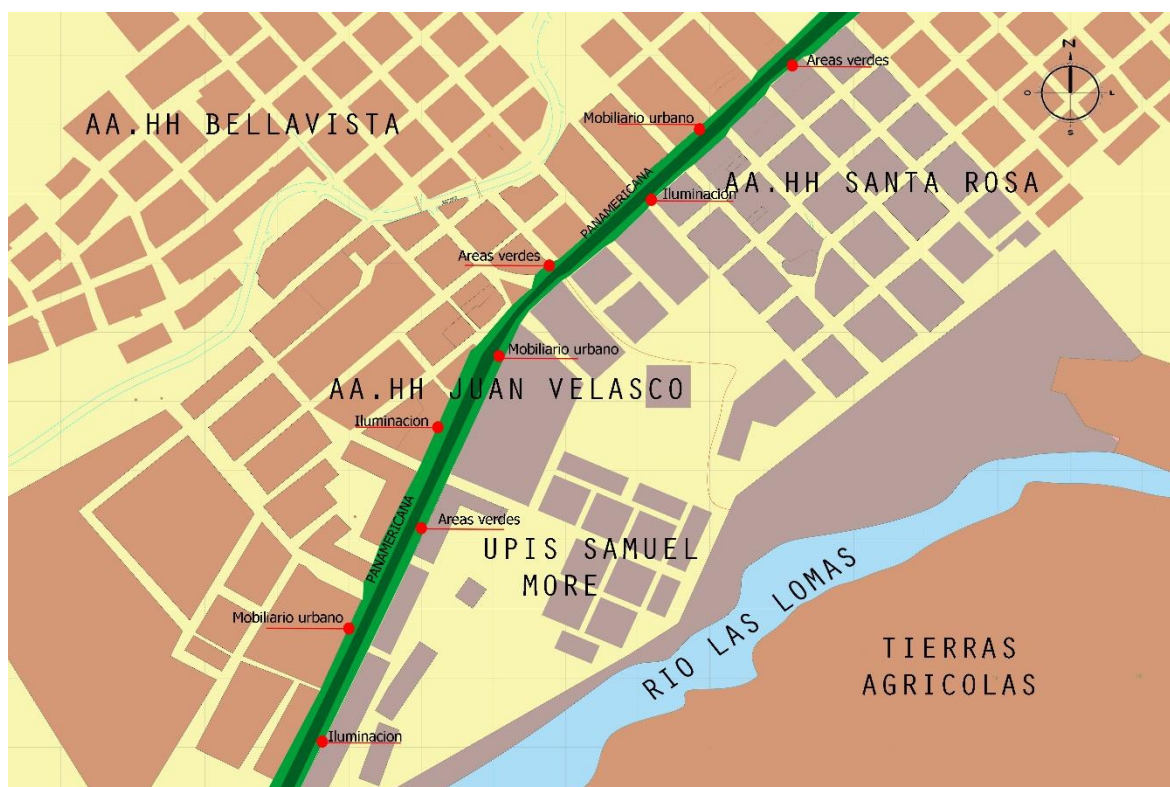 N
O
L
S
Areas verdes
Mobiliario urbano
AA.HH BELLAVISTA
AA.HH SANTA ROSA
Iluminación
PANAMERICANA
Areas verdes
Mobiliario urbano
AA.HH JUAN VELASCO
Iluminacion
Areas verdes
PANAMERICANA
UPIS SAMUEL
MORE
RIO LAS LOMAS
Mobiliario urbano
TIERRAS
AGRICOLAS
Iluminacion